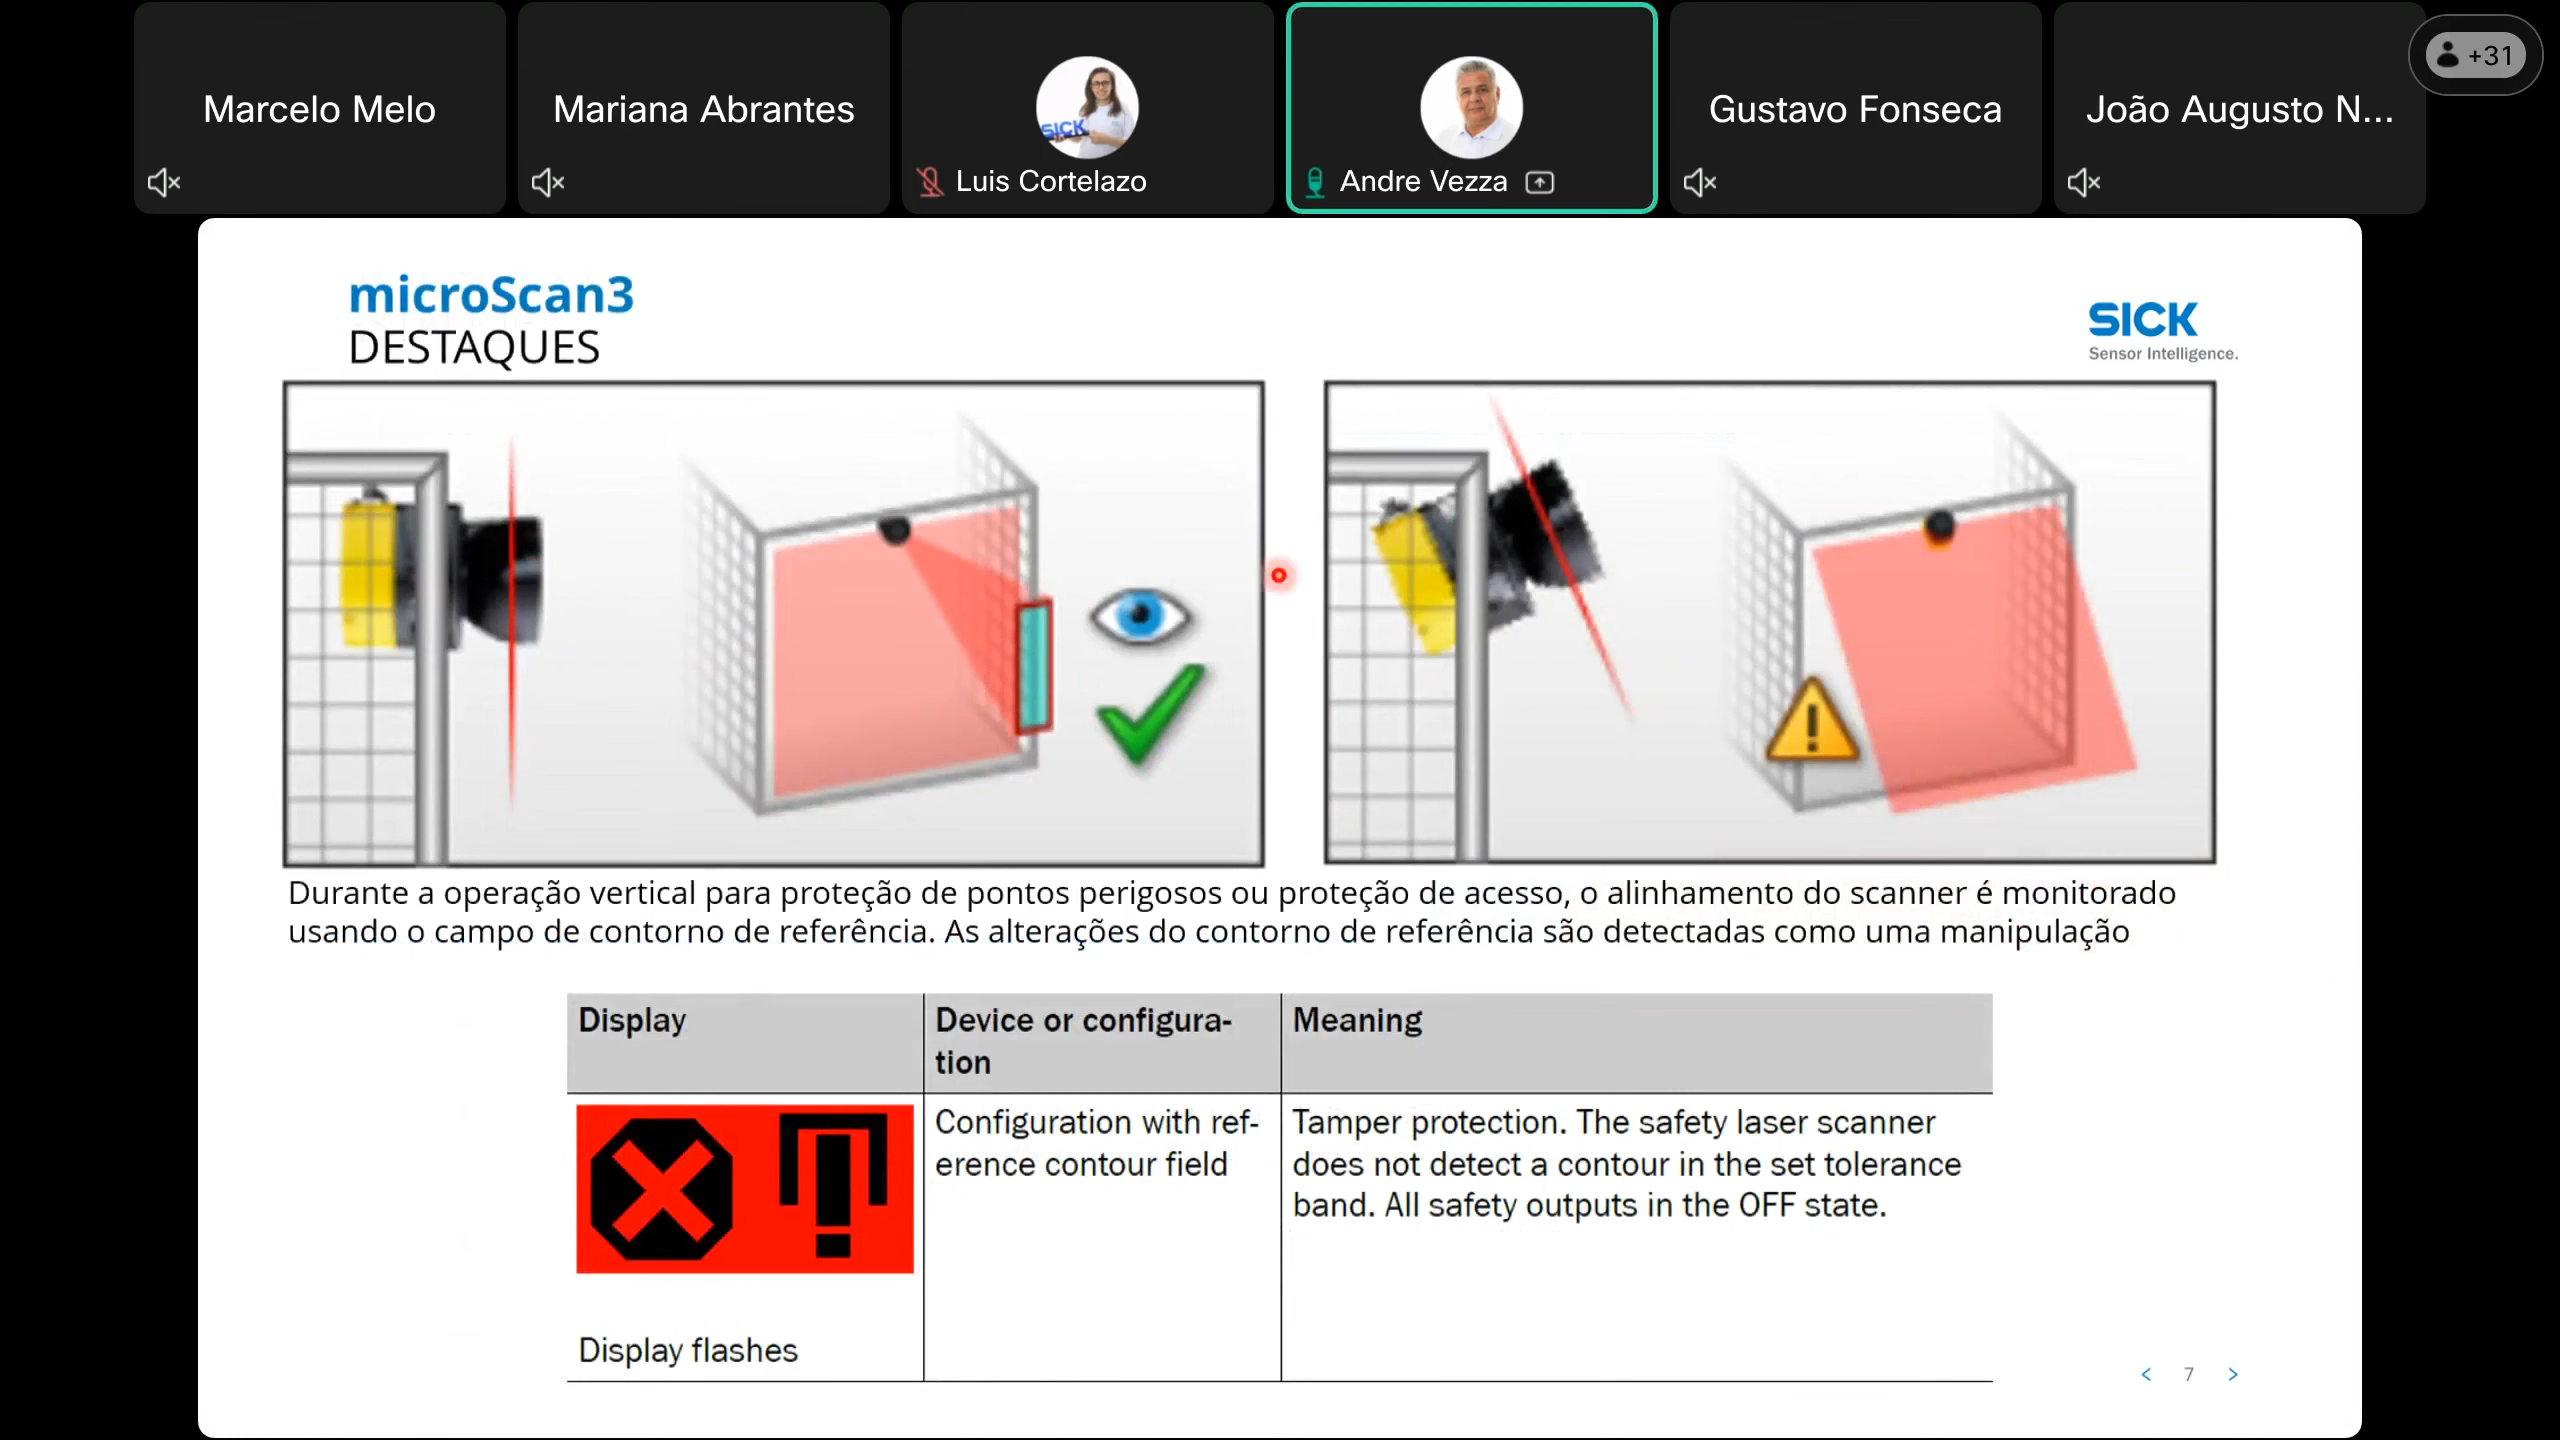 Marcelo Melo
Mariana Abrantes
SICK
Luis Cortelazo
Andre Vezza
Gustavo Fonseca
João Augusto N...
+31
microScan3
DESTAQUES
SICK
Sensor Intelligence.
Durante a operação vertical para proteção de pontos perigosos ou proteção de acesso, o alinhamento do scanner é monitorado
usando o campo de contorno de referência. As alterações do contorno de referência são detectadas como uma manipulação
Display
Device or configura-
tion
Meaning
Configuration with ref-
erence contour field
Tamper protection. The safety laser scanner
does not detect a contour in the set tolerance
band. All safety outputs in the OFF state.
Display flashes
< 7 >